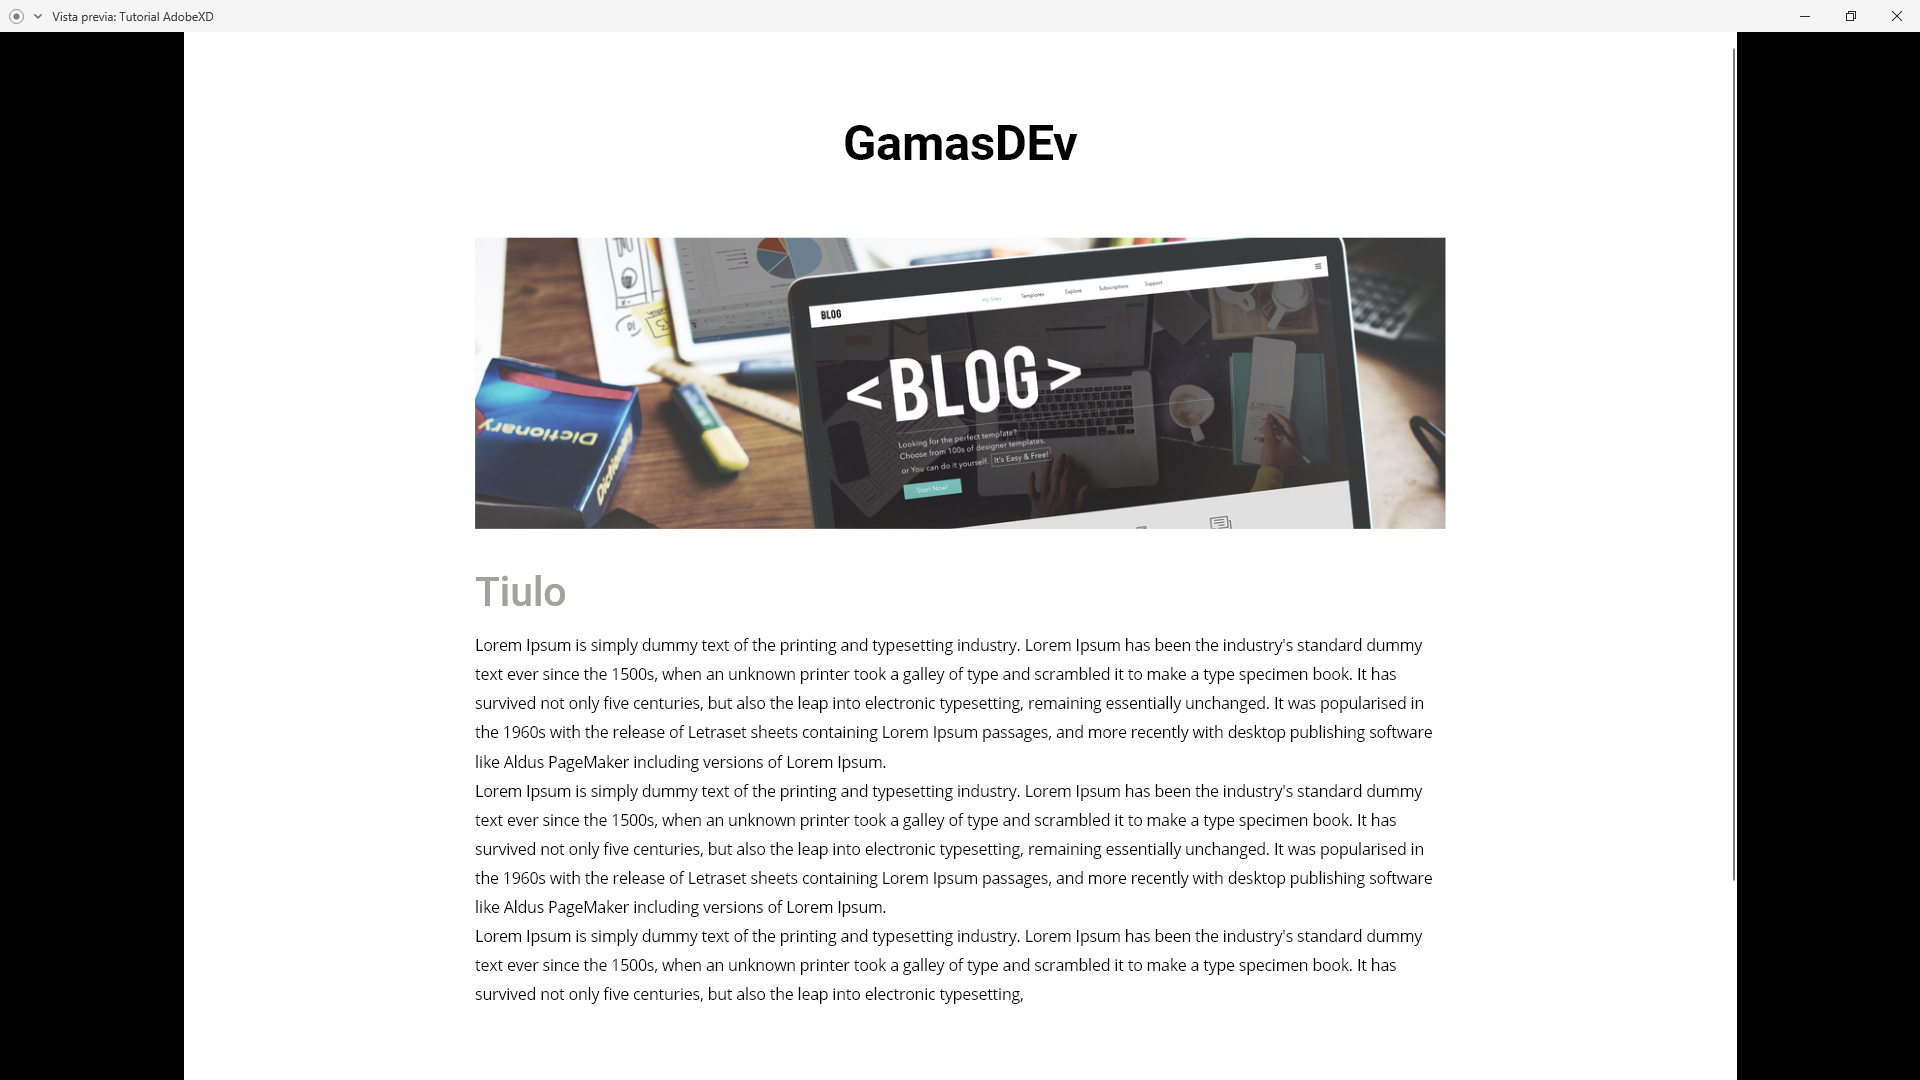 Vista previa: Tutorial AdobeXD
GamasDEv
My Sites Templates Explore Subscriptions Support
BLOG
<BLOG>
Looking for the perfect template?
Choose from 100s of designer templates.
or You can do it yourself. It's Easy & Free!
Start Now!
Dictionary
Dictionary
Tiulo
Lorem Ipsum is simply dummy text of the printing and typesetting industry. Lorem Ipsum has been the industry's standard dummy
text ever since the 1500s, when an unknown printer took a galley of type and scrambled it to make a type specimen book. It has
survived not only five centuries, but also the leap into electronic typesetting, remaining essentially unchanged. It was popularised in
the 1960s with the release of Letraset sheets containing Lorem Ipsum passages, and more recently with desktop publishing software
like Aldus PageMaker including versions of Lorem Ipsum.
Lorem Ipsum is simply dummy text of the printing and typesetting industry. Lorem Ipsum has been the industry's standard dummy
text ever since the 1500s, when an unknown printer took a galley of type and scrambled it to make a type specimen book. It has
survived not only five centuries, but also the leap into electronic typesetting, remaining essentially unchanged. It was popularised in
the 1960s with the release of Letraset sheets containing Lorem Ipsum passages, and more recently with desktop publishing software
like Aldus PageMaker including versions of Lorem Ipsum.
Lorem Ipsum is simply dummy text of the printing and typesetting industry. Lorem Ipsum has been the industry's standard dummy
text ever since the 1500s, when an unknown printer took a galley of type and scrambled it to make a type specimen book. It has
survived not only five centuries, but also the leap into electronic typesetting,